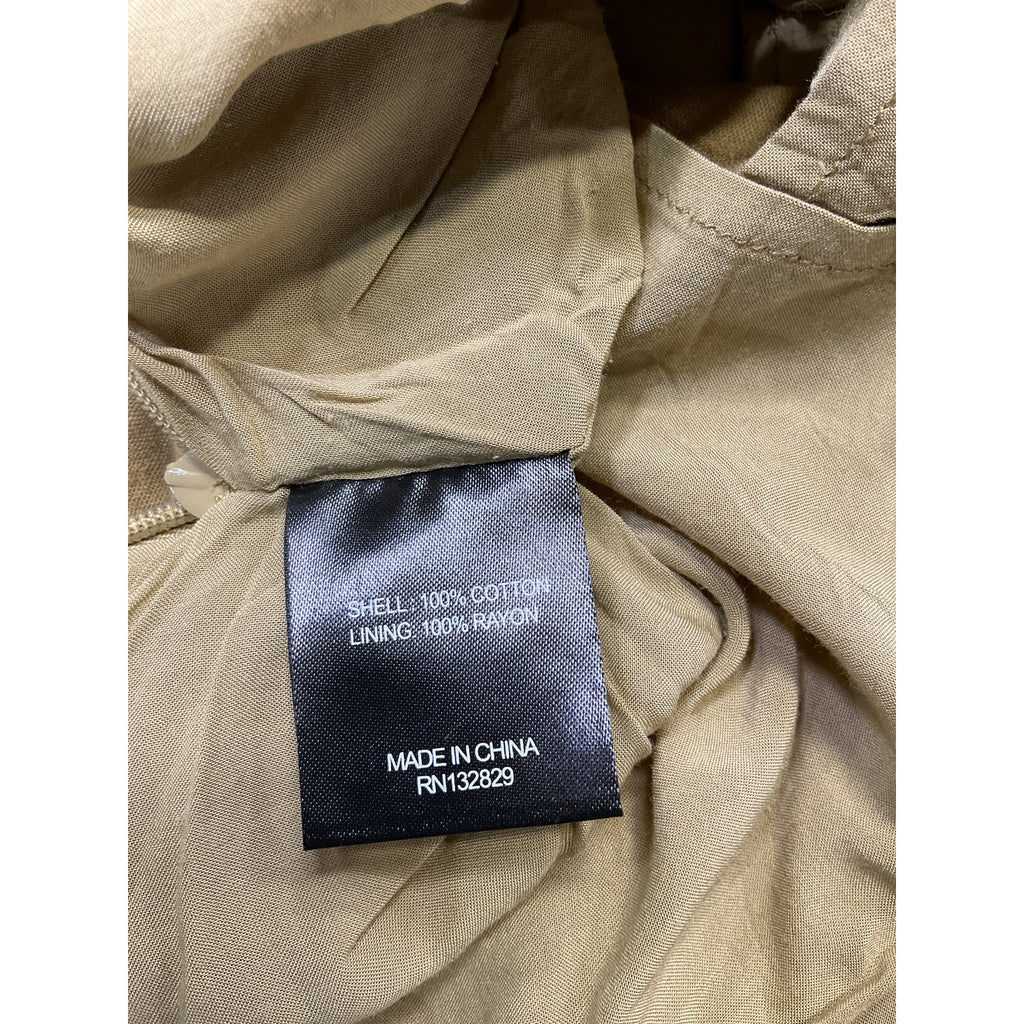 SHELL : 100% COTTON
LINING: 100% RAYON
MADE IN CHINA
RN132829